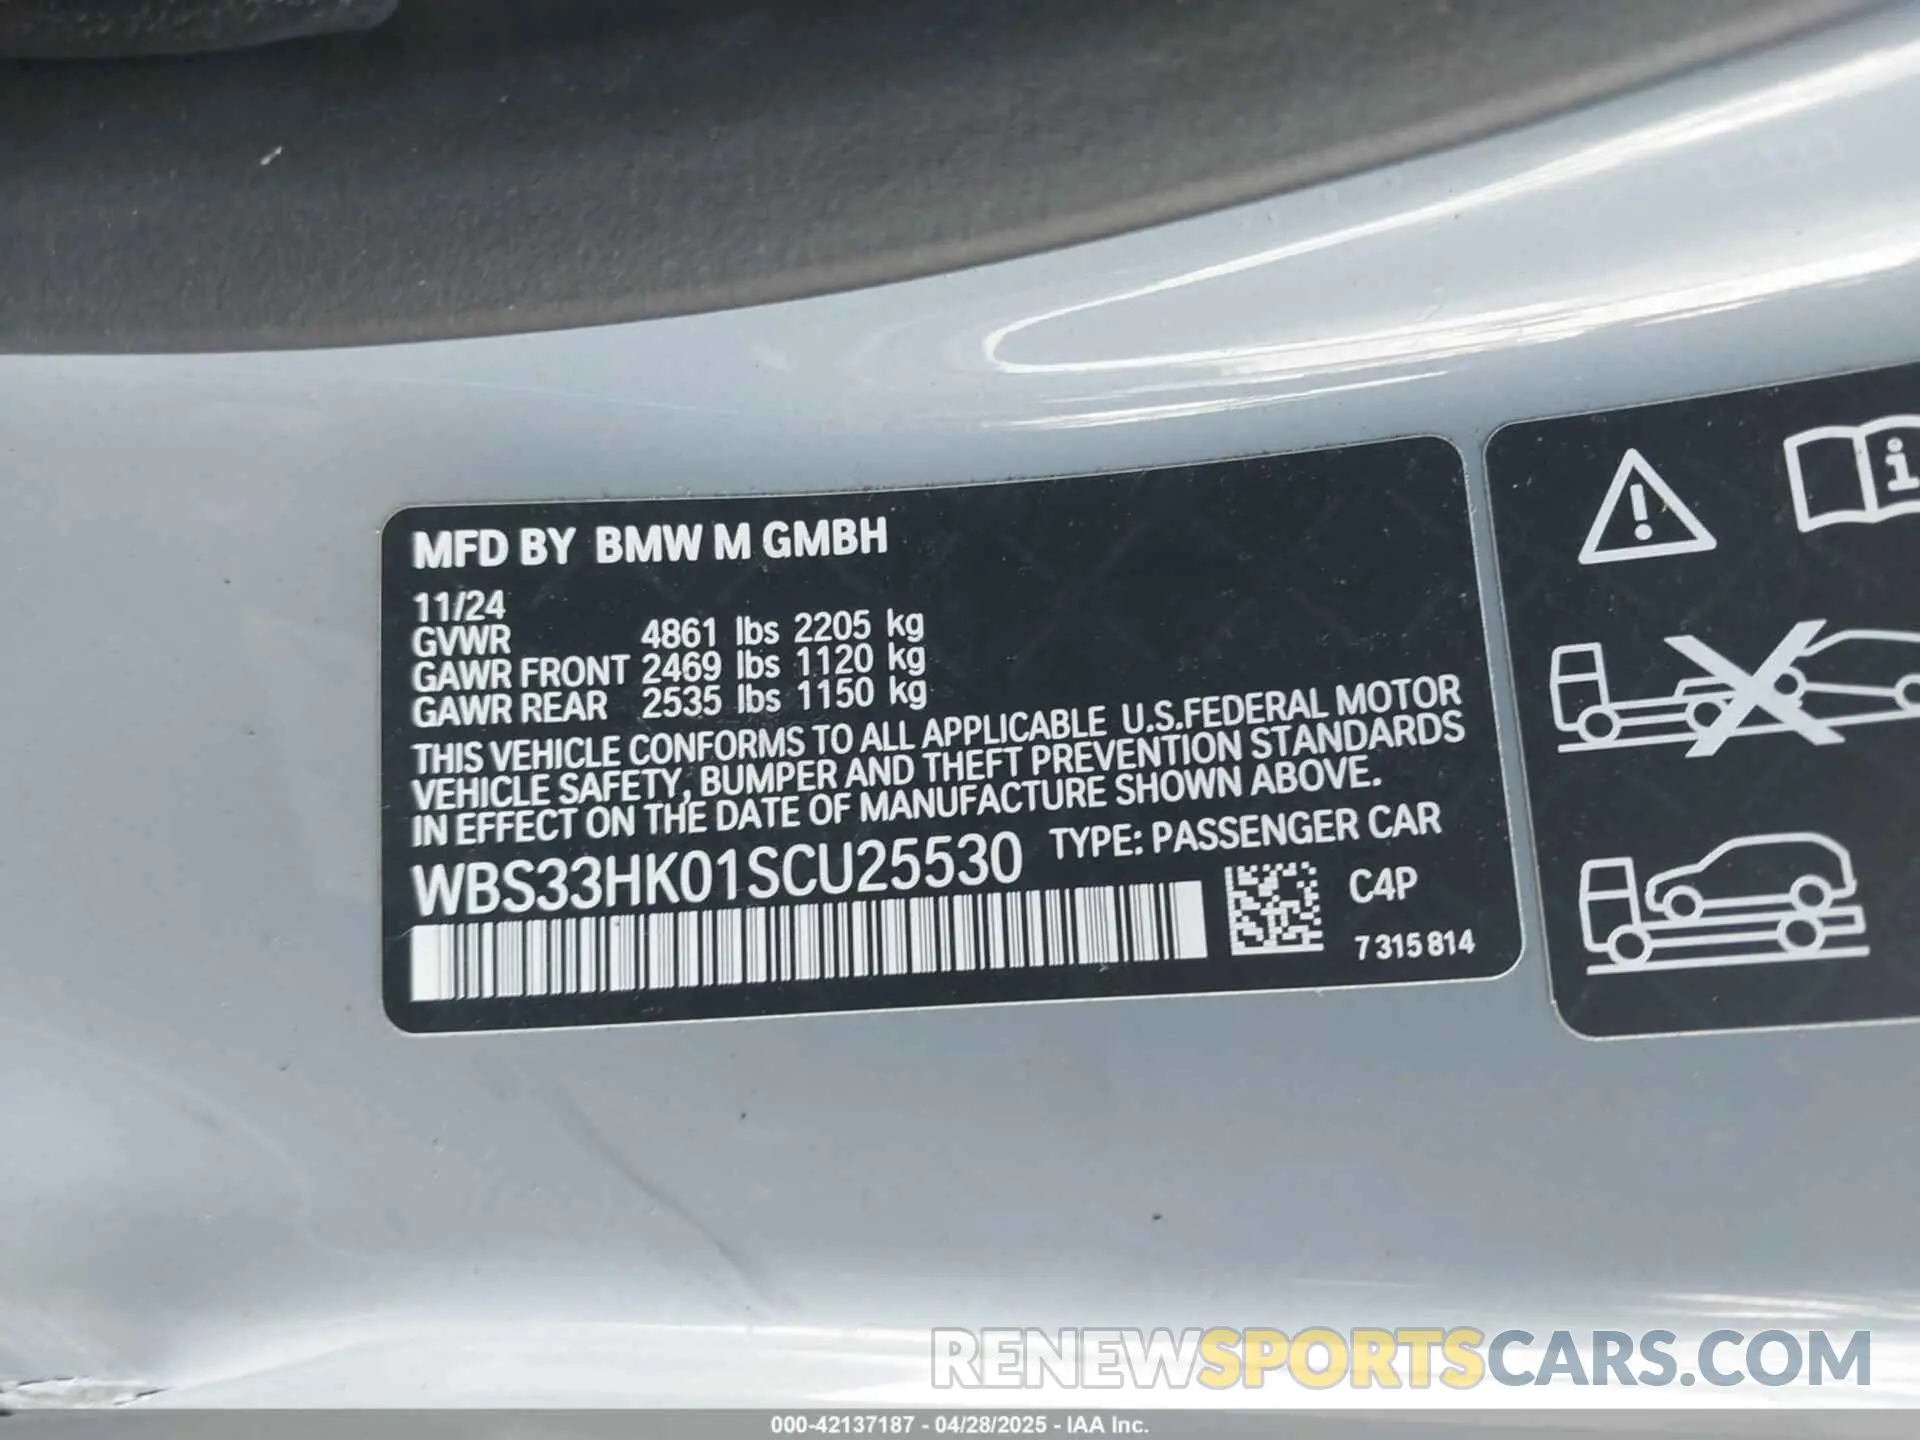 MFD BY BMW M GMBH
11/24
GVWR 4861 lbs 2205 kg
GAWR FRONT 2469 lbs 1120 kg
GAWR REAR 2535 lbs 1150 kg
THIS VEHICLE CONFORMS TO ALL APPLICABLE U.S.FEDERAL MOTOR
VEHICLE SAFETY, BUMPER AND THEFT PREVENTION STANDARDS
IN EFFECT ON THE DATE OF MANUFACTURE SHOWN ABOVE.
WBS33HK01SCU25530 TYPE: PASSENGER CAR
C4P
7315814
RENEWSPORTSCARS.COM
000-42137187 - 04/28/2025 - IAA Inc.